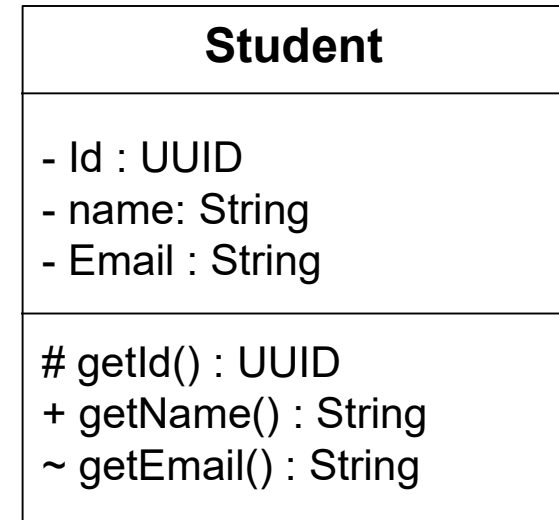 Student
- Id : UUID
- name: String
- Email : String
# getId() : UUID
+ getName() : String
~ getEmail() : String